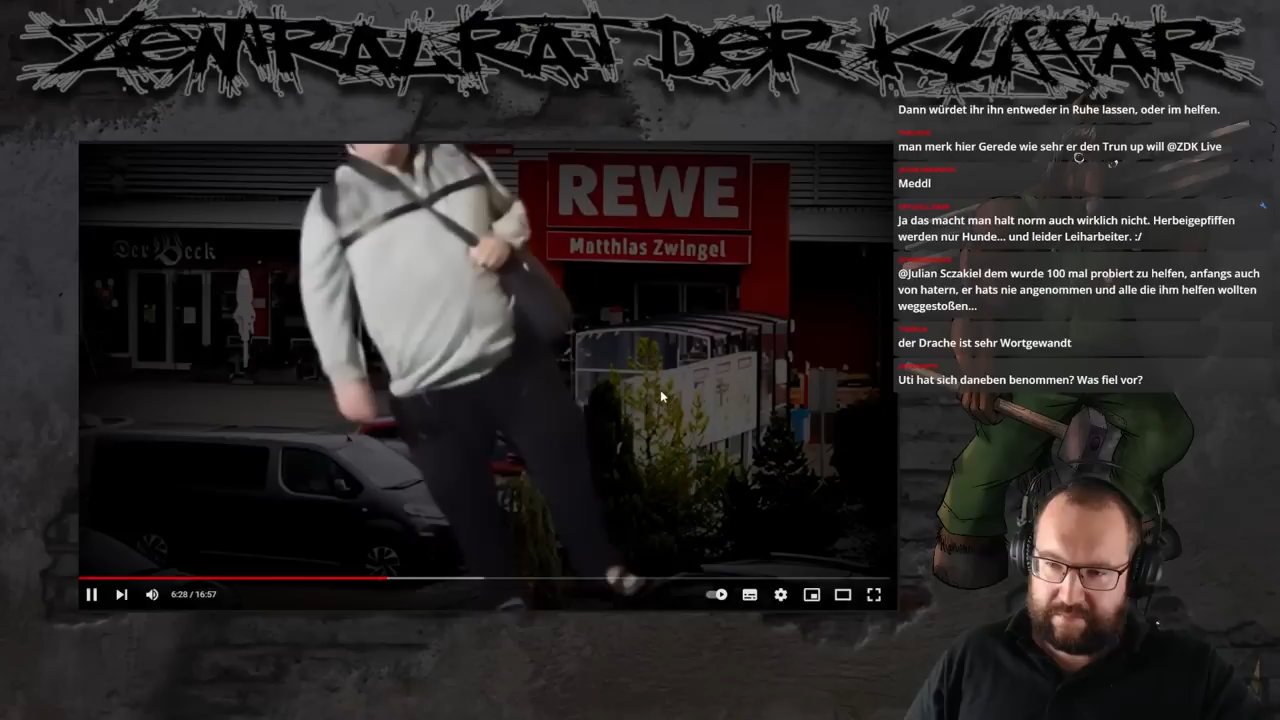 ZENTRALRAT DER KUFFAR
Dann würdet ihr ihn entweder in Ruhe lassen, oder im helfen.
man merk hier Gerede wie sehr er den Trun up will @ZDK Live
Meddl
Ja das macht man halt norm auch wirklich nicht. Herbeigepfiffen
werden nur Hunde... und leider Leiharbeiter. :/
@Julian Sczakiel dem wurde 100 mal probiert zu helfen, anfangs auch
von hatern, er hats nie angenommen und alle die ihm helfen wollten
weggestoßen...
der Drache ist sehr Wortgewandt
Uti hat sich daneben benommen? Was fiel vor?
REWE
Matthias Zwingel
Der Beck
6:28 / 16:57